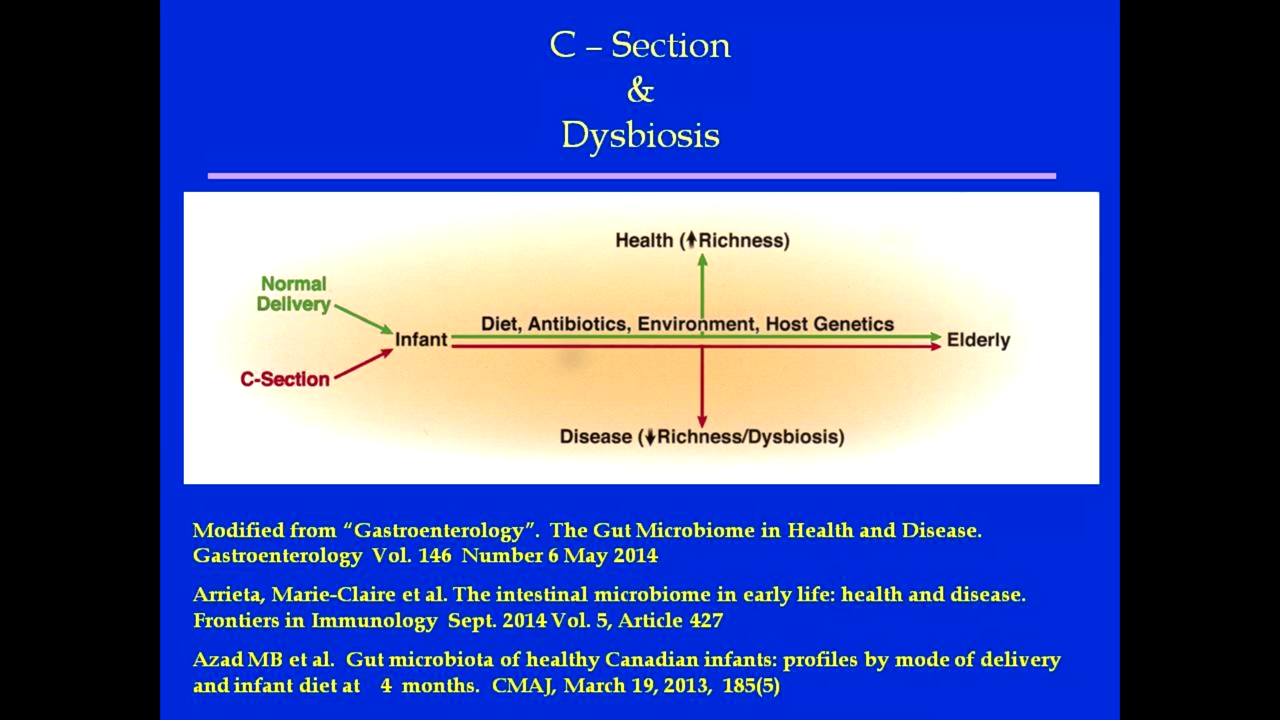 C – Section
&
Dysbiosis
Health (↑Richness)
Normal
Delivery
Diet, Antibiotics, Environment, Host Genetics
Infant
Elderly
C-Section
Disease (↓Richness/Dysbiosis)
Modified from “Gastroenterology”. The Gut Microbiome in Health and Disease.
Gastroenterology Vol. 146 Number 6 May 2014
Arrieta, Marie-Claire et al. The intestinal microbiome in early life: health and disease.
Frontiers in Immunology Sept. 2014 Vol. 5, Article 427
Azad MB et al. Gut microbiota of healthy Canadian infants: profiles by mode of delivery
and infant diet at 4 months. CMAJ, March 19, 2013, 185(5)